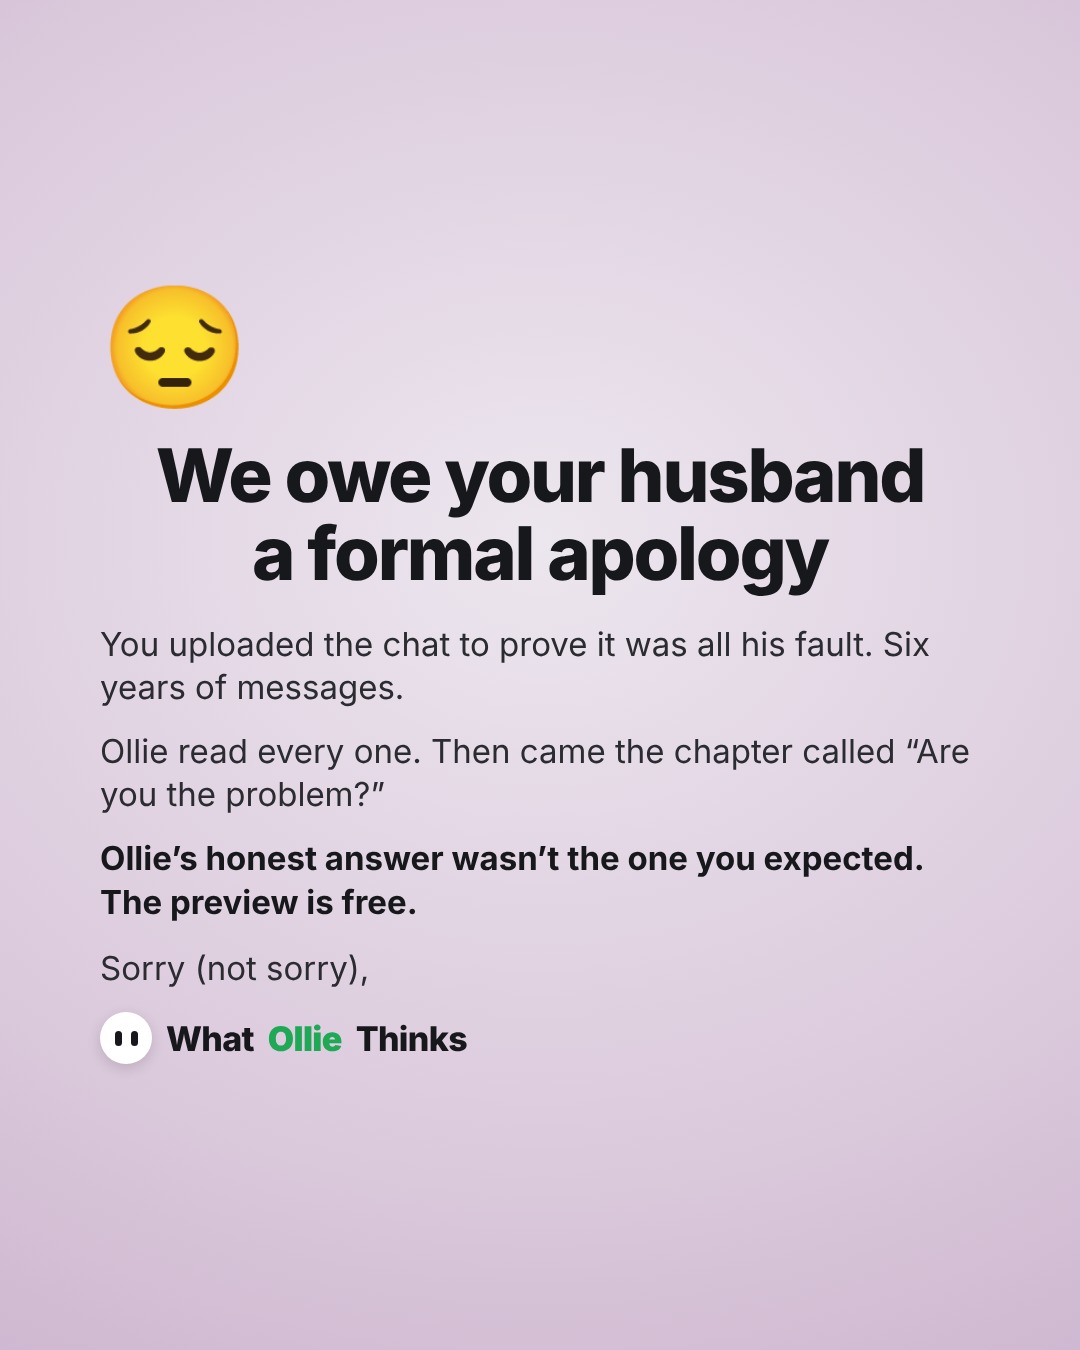 We owe your husband
a formal apology
You uploaded the chat to prove it was all his fault. Six
years of messages.
Ollie read every one. Then came the chapter called “Are
you the problem?”
Ollie’s honest answer wasn’t the one you expected.
The preview is free.
Sorry (not sorry),
What Ollie Thinks